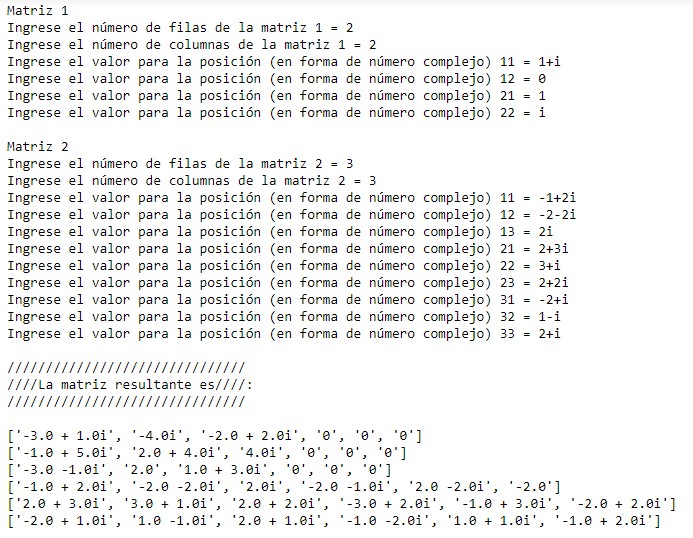 Matriz 1
Ingrese el número de filas de la matriz 1 = 2
Ingrese el número de columnas de la matriz 1 = 2
Ingrese el valor para la posición (en forma de número complejo) 11 = 1+i
Ingrese el valor para la posición (en forma de número complejo) 12 = 0
Ingrese el valor para la posición (en forma de número complejo) 21 = 1
Ingrese el valor para la posición (en forma de número complejo) 22 = i
Matriz 2
Ingrese el número de filas de la matriz 2 = 3
Ingrese el número de columnas de la matriz 2 = 3
Ingrese el valor para la posición (en forma de número complejo) 11 = -1+2i
Ingrese el valor para la posición (en forma de número complejo) 12 = -2-2i
Ingrese el valor para la posición (en forma de número complejo) 13 = 2i
Ingrese el valor para la posición (en forma de número complejo) 21 = 2+3i
Ingrese el valor para la posición (en forma de número complejo) 22 = 3+i
Ingrese el valor para la posición (en forma de número complejo) 23 = 2+2i
Ingrese el valor para la posición (en forma de número complejo) 31 = -2+i
Ingrese el valor para la posición (en forma de número complejo) 32 = 1-i
Ingrese el valor para la posición (en forma de número complejo) 33 = 2+i
///////////////////////////////
////La matriz resultante es////:
///////////////////////////////
['-3.0 + 1.0i', '-4.0i', '-2.0 + 2.0i', '0', '0', '0']
['-1.0 + 5.0i', '2.0 + 4.0i', '4.0i', '0', '0', '0']
['-3.0 -1.0i', '2.0', '1.0 + 3.0i', '0', '0', '0']
['-1.0 + 2.0i', '-2.0 -2.0i', '2.0i', '-2.0 -1.0i', '2.0 -2.0i', '-2.0']
['2.0 + 3.0i', '3.0 + 1.0i', '2.0 + 2.0i', '-3.0 + 2.0i', '-1.0 + 3.0i', '-2.0 + 2.0i']
['-2.0 + 1.0i', '1.0 -1.0i', '2.0 + 1.0i', '-1.0 -2.0i', '1.0 + 1.0i', '-1.0 + 2.0i']